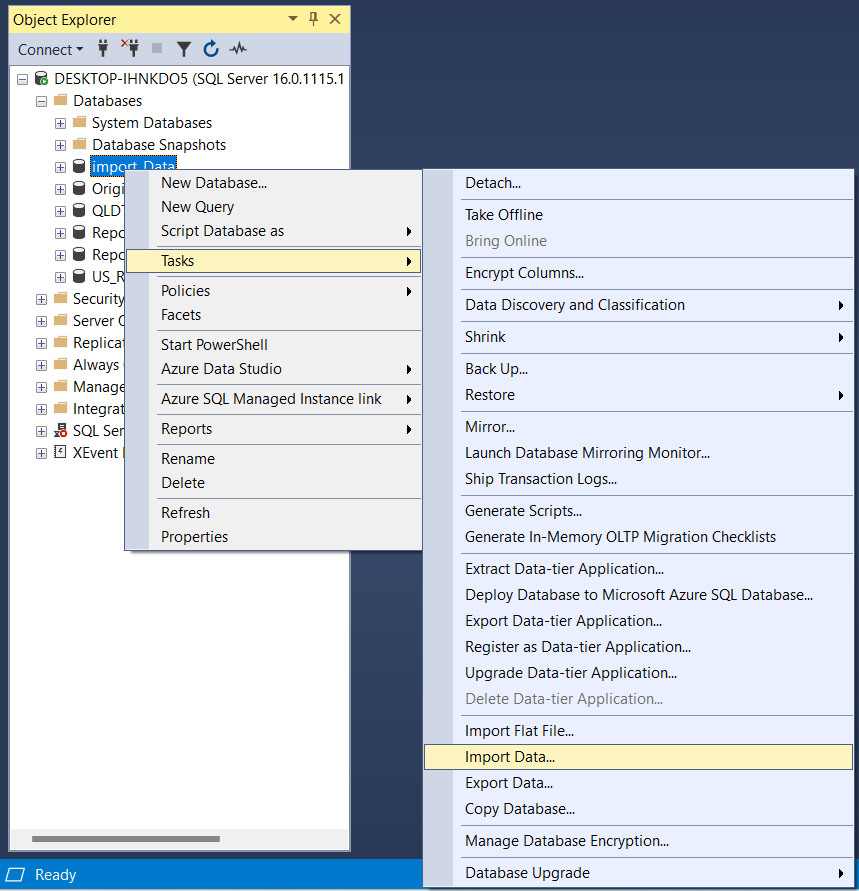 Object Explorer
Connect
DESKTOP-IHNKDO5 (SQL Server 16.0.1115.1
Databases
System Databases
Database Snapshots
import_Data
Origi
QLDT
Repo
Repo
US_R
Security
Server
Replicat
Always
Manage
Integrat
SQL Ser
XEvent
New Database...
New Query
Script Database as
Tasks
Policies
Facets
Start PowerShell
Azure Data Studio
Azure SQL Managed Instance link
Reports
Rename
Delete
Refresh
Properties
Detach...
Take Offline
Bring Online
Encrypt Columns...
Data Discovery and Classification
Shrink
Back Up...
Restore
Mirror...
Launch Database Mirroring Monitor...
Ship Transaction Logs...
Generate Scripts...
Generate In-Memory OLTP Migration Checklists
Extract Data-tier Application...
Deploy Database to Microsoft Azure SQL Database...
Export Data-tier Application...
Register as Data-tier Application...
Upgrade Data-tier Application...
Delete Data-tier Application...
Import Flat File...
Import Data...
Export Data...
Copy Database...
Manage Database Encryption...
Database Upgrade
Ready